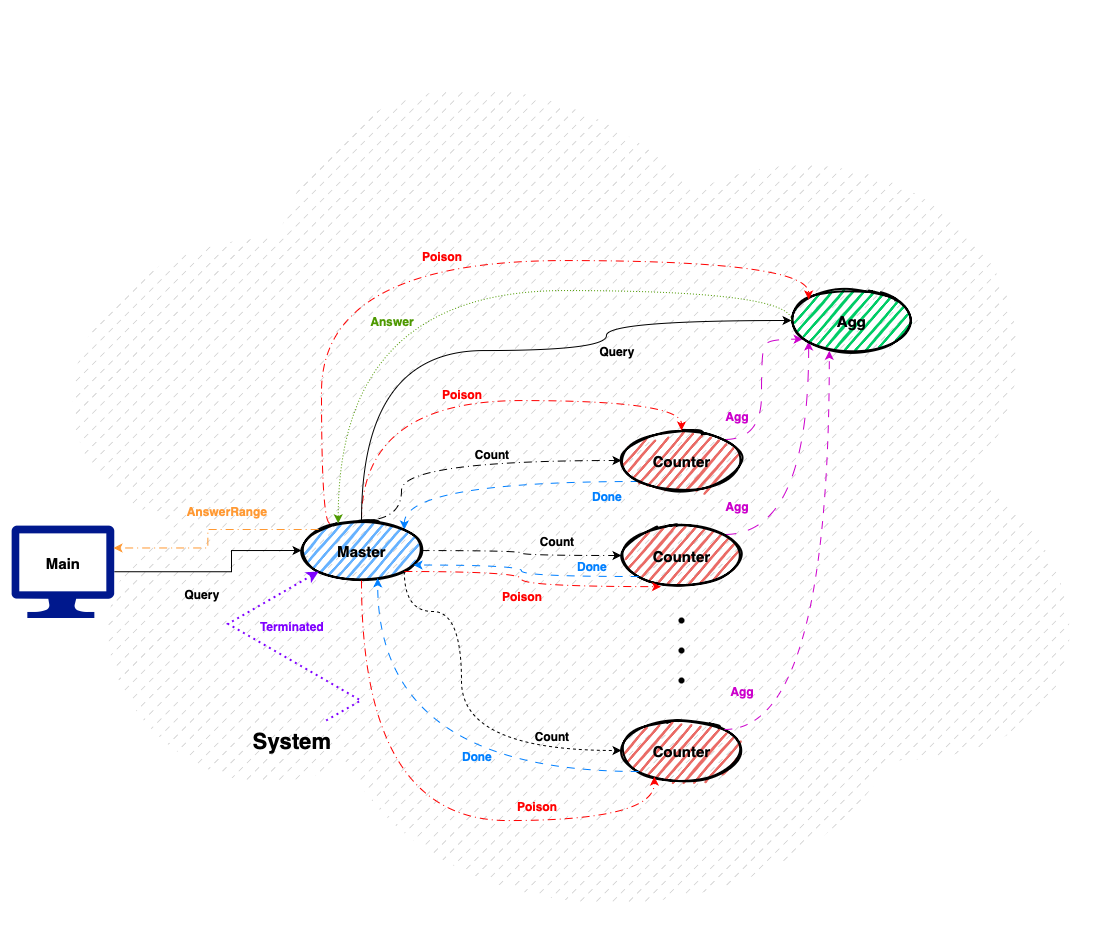 Poison
Answer
Agg
Query
Poison
Agg
Count
Counter
Done
AnswerRange
Agg
Main
Master
Count
Counter
Done
Query
Poison
Terminated
Agg
System
Count
Counter
Done
Poison